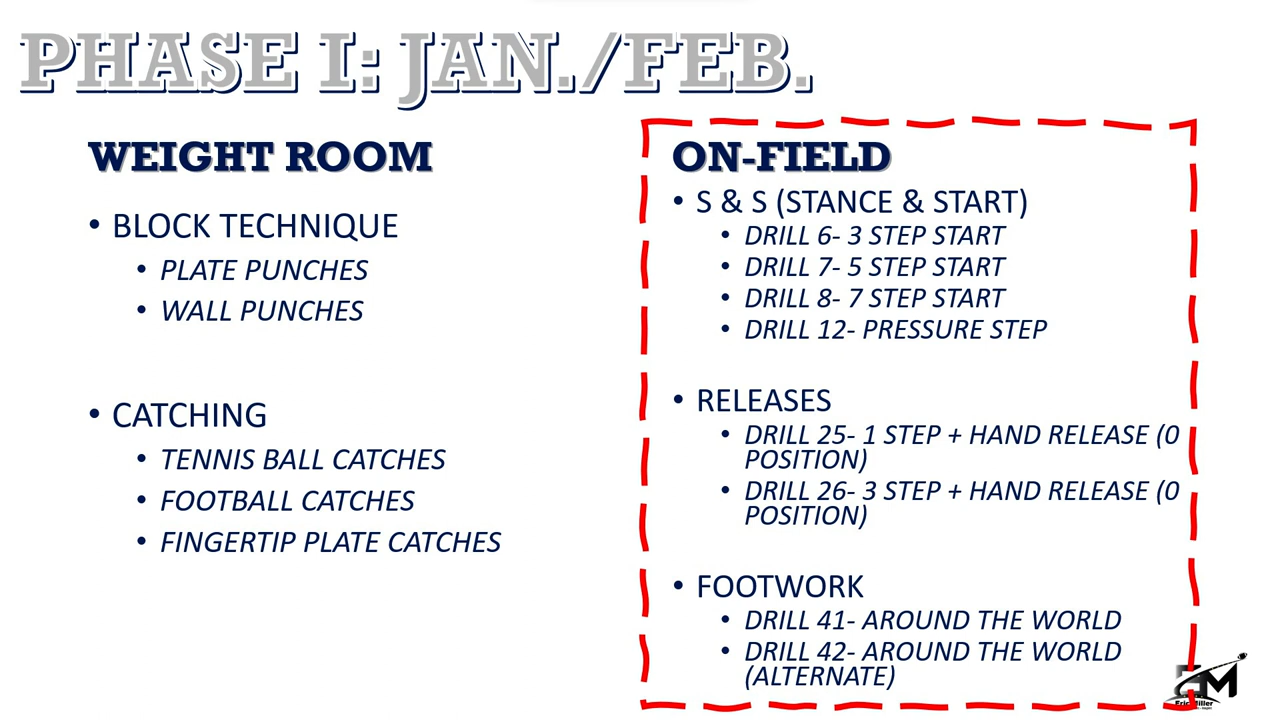 PHASE I: JAN./FEB.
WEIGHT ROOM
• BLOCK TECHNIQUE
• PLATE PUNCHES
• WALL PUNCHES
• CATCHING
• TENNIS BALL CATCHES
• FOOTBALL CATCHES
• FINGERTIP PLATE CATCHES
ON-FIELD
• S & S (STANCE & START)
• DRILL 6- 3 STEP START
• DRILL 7- 5 STEP START
• DRILL 8- 7 STEP START
• DRILL 12- PRESSURE STEP
• RELEASES
• DRILL 25- 1 STEP + HAND RELEASE (0
POSITION)
• DRILL 26- 3 STEP + HAND RELEASE (0
POSITION)
• FOOTWORK
• DRILL 41- AROUND THE WORLD
• DRILL 42- AROUND THE WORLD
(ALTERNATE)
EM
Eric Miller